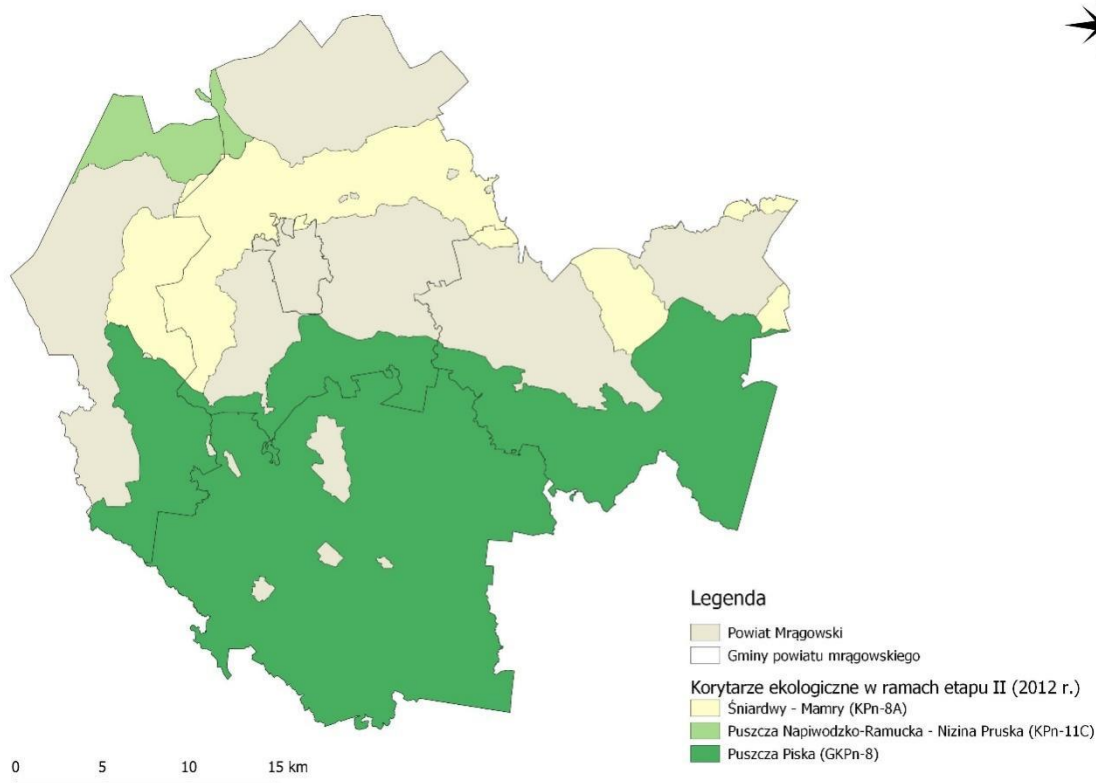 Legenda
Powiat Mrągowski
Gminy powiatu mrągowskiego
Korytarze ekologiczne w ramach etapu II (2012 r.)
Śniardwy - Mamry (KPn-8A)
Puszcza Napiwodzko-Ramucka - Nizina Pruska (KPn-11C)
Puszcza Piska (GKPn-8)
0 5 10 15 km